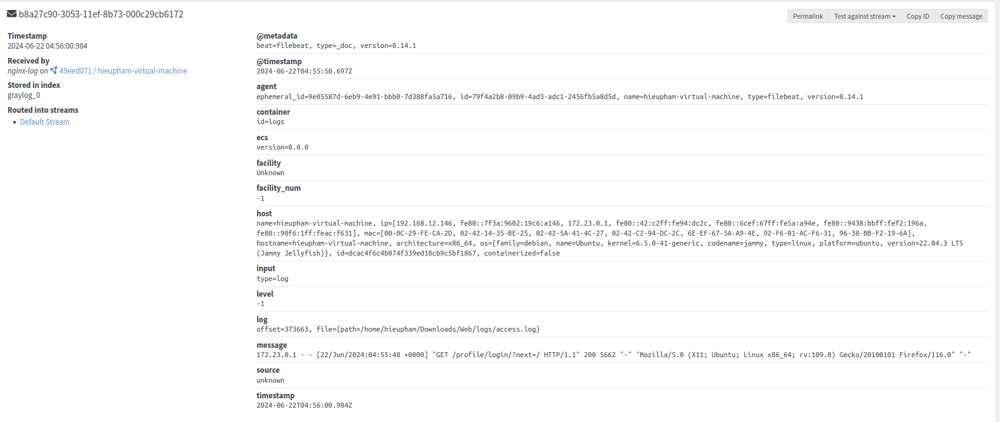 b8a27c90-3053-11ef-8b73-000c29cb6172
Permalink
Test against stream
Copy ID
Copy message
Timestamp
2024-06-22 04:56:00.984
Received by
nginx-log on 49eed071 / hieupham-virtual-machine
Stored in index
graylog_0
Routed into streams
• Default Stream
@metadata
beat=filebeat, type=_doc, version=8.14.1
@timestamp
2024-06-22T04:55:50.697Z
agent
ephemeral_id=9e05587d-6eb9-4e91-bbb0-7d388fa5a716, id=79f4a2b8-09b9-4ad3-adc1-2456fb5a8d5d, name=hieupham-virtual-machine, type=filebeat, version=8.14.1
container
id=logs
ecs
version=8.0.0
facility
Unknown
facility_num
-1
host
name=hieupham-virtual-machine, ip=[192.168.12.146, fe80::7f3a:9602:19c6:a146, 172.23.0.1, fe80::42:c2ff:fe94:dc2c, fe80::6cef:67ff:fe5a:a94e, fe80::9438:bbff:fef2:196a,
fe80::90f6:1ff:feac:f631], mac=[00-0C-29-FE-CA-2D, 02-42-14-35-BE-25, 02-42-5A-41-4C-27, 02-42-C2-94-DC-2C, 6E-EF-67-5A-A9-4E, 92-F6-01-AC-F6-31, 96-38-BB-F2-19-6A],
hostname=hieupham-virtual-machine, architecture=x86_64, os={family=debian, name=Ubuntu, kernel=6.5.0-41-generic, codename=jammy, type=linux, platform=ubuntu, version=22.04.3 LTS
(Jammy Jellyfish)}, id=dcac4f6c4b874f339ed18cb9c5bf1867, containerized=false
input
type=log
level
-1
log
offset=373663, file={path=/home/hieupham/Downloads/Web/logs/access.log}
message
172.23.0.1 - - [22/Jun/2024:04:55:48 +0000] "GET /profile/login/?next=/ HTTP/1.1" 200 5662 "-" "Mozilla/5.0 (X11; Ubuntu; Linux x86_64; rv:109.0) Gecko/20100101 Firefox/116.0" "-"
source
unknown
timestamp
2024-06-22T04:56:00.984Z